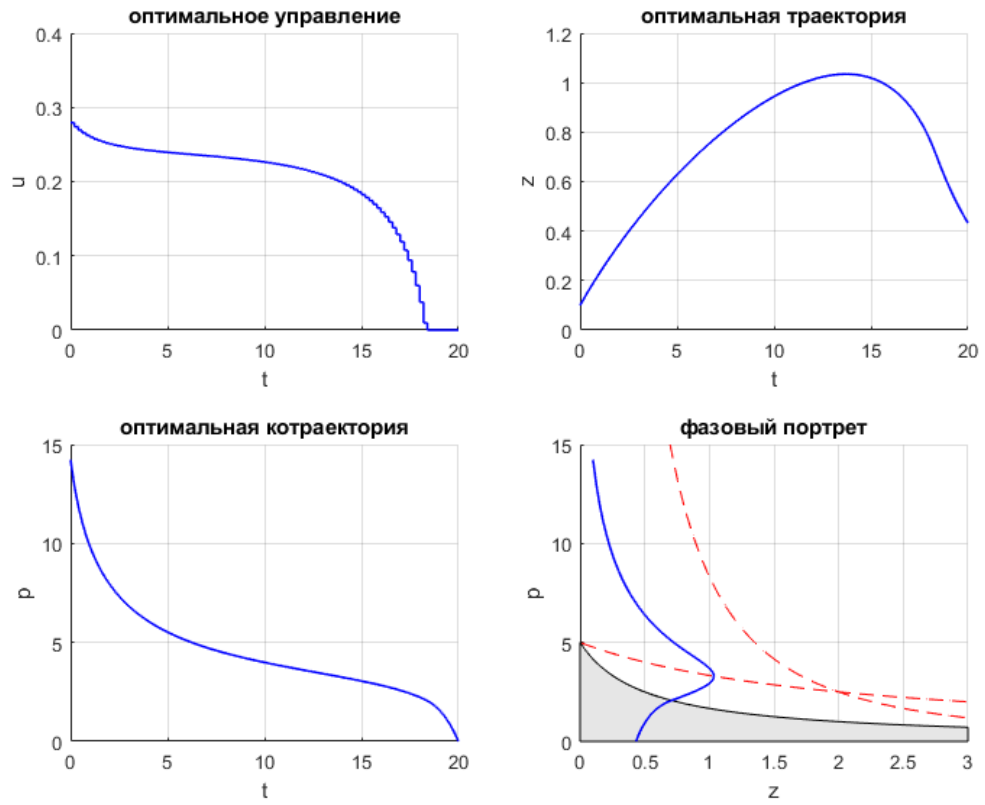 оптимальное управление
0.4
0.3
0.2
0.1
0
u
0 5 10 15 20
t
оптимальная траектория
1.2
1
0.8
0.6
0.4
0.2
0
z
0 5 10 15 20
t
оптимальная котраектория
15
10
5
0
p
0 5 10 15 20
t
фазовый портрет
15
10
5
0
p
0 0.5 1 1.5 2 2.5 3
z